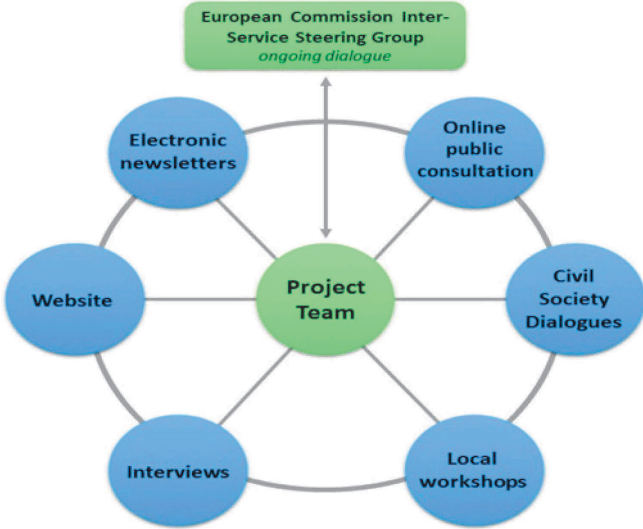 European Commission Inter-
Service Steering Group
ongoing dialogue
Electronic
newsletters
Online
public
consultation
Website
Project
Team
Civil
Society
Dialogues
Interviews
Local
workshops